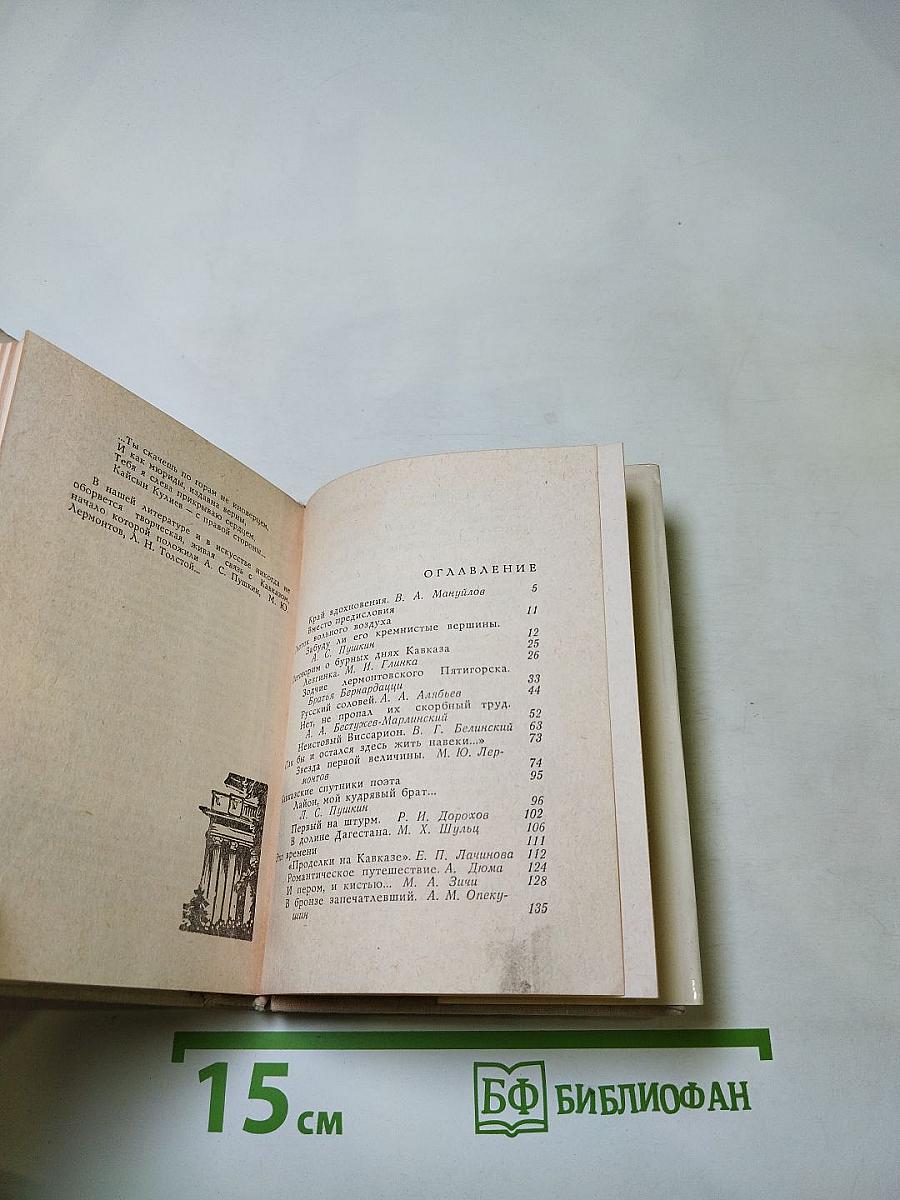 ...Ты скачешь по горам не иноверцем,
И как мюриды, издавна верны,
Тебя я слева прикрываю сердцем,
Кайсын Кулиев — с правой стороны...
В нашей литературе и в искусстве никогда не
оборвется творческая, живая связь с Кавказом,
начало которой положили А. С. Пушкин, М. Ю
Лермонтов, Л. Н. Толстой...
ОГЛАВЛЕНИЕ
Край вдохновения. В. А. Мануйлов 5
Вместо предисловия
вольного воздуха 11
Забуду ли его кремнистые вершины.
А. С. Пушкин 12
о бурных днях Кавказа 25
Лезгинка. М. И. Глинка 26
Зодчие лермонтовского Пятигорска.
Братья Бернардацци 33
Русский соловей. А. А. Алябьев 44
Нет, не пропал их скорбный труд.
А. А. Бестужев-Марлинский 52
Неистовый Виссарион. В. Г. Белинский 63
бы и остался здесь жить навеки...» 73
Звезда первой величины. М. Ю. Лер-
монтов 74
спутники поэта 95
Лайон, мой кудрявый брат...
Л. С. Пушкин 96
Первый на штурм. Р. И. Дорохов 102
В долине Дагестана. М. Х. Шульц 106
времени 111
«Проделки на Кавказе». Е. П. Лачинова 112
Романтическое путешествие. А. Дюма 124
И пером, и кистью... М. А. Зичи 128
В бронзе запечатлевший. А. М. Опеку-
шин 135
15 см
БФ БИБЛИОФАН